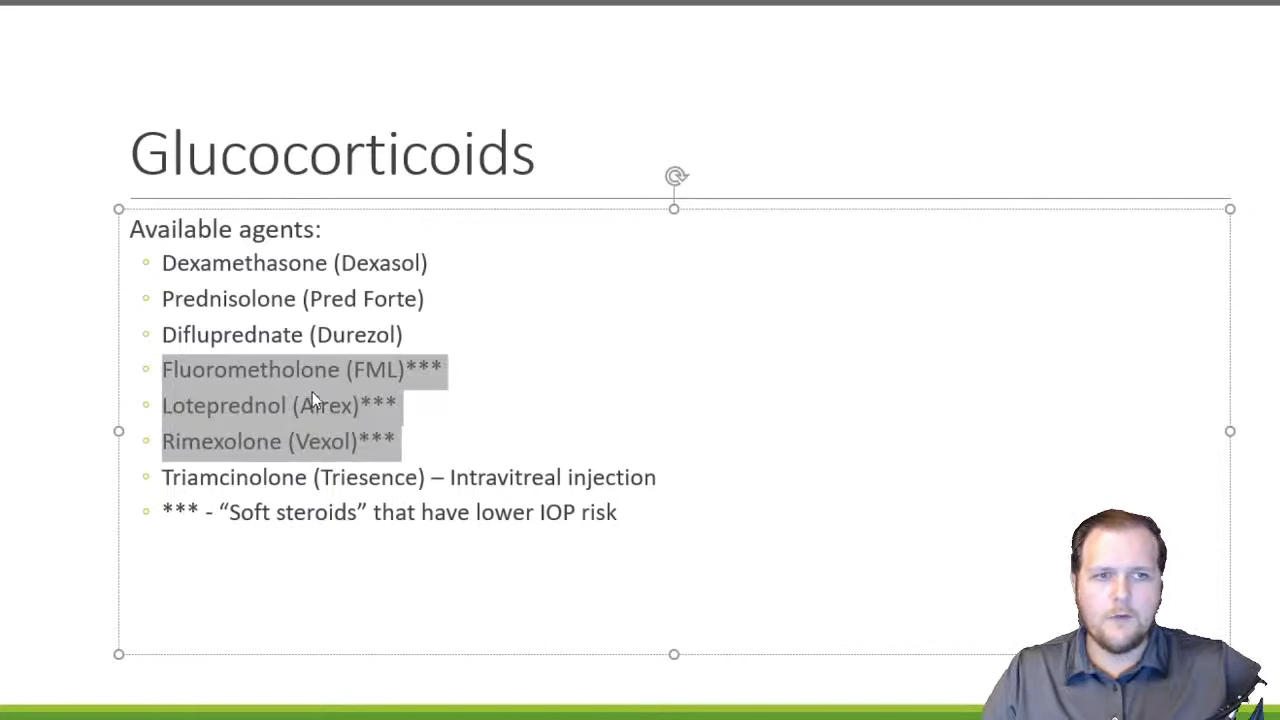 Glucocorticoids
Available agents:
Dexamethasone (Dexasol)
Prednisolone (Pred Forte)
Difluprednate (Durezol)
Fluorometholone (FML)***
Loteprednol (Alrex)***
Rimexolone (Vexol)***
Triamcinolone (Triesence) – Intravitreal injection
*** - “Soft steroids” that have lower IOP risk